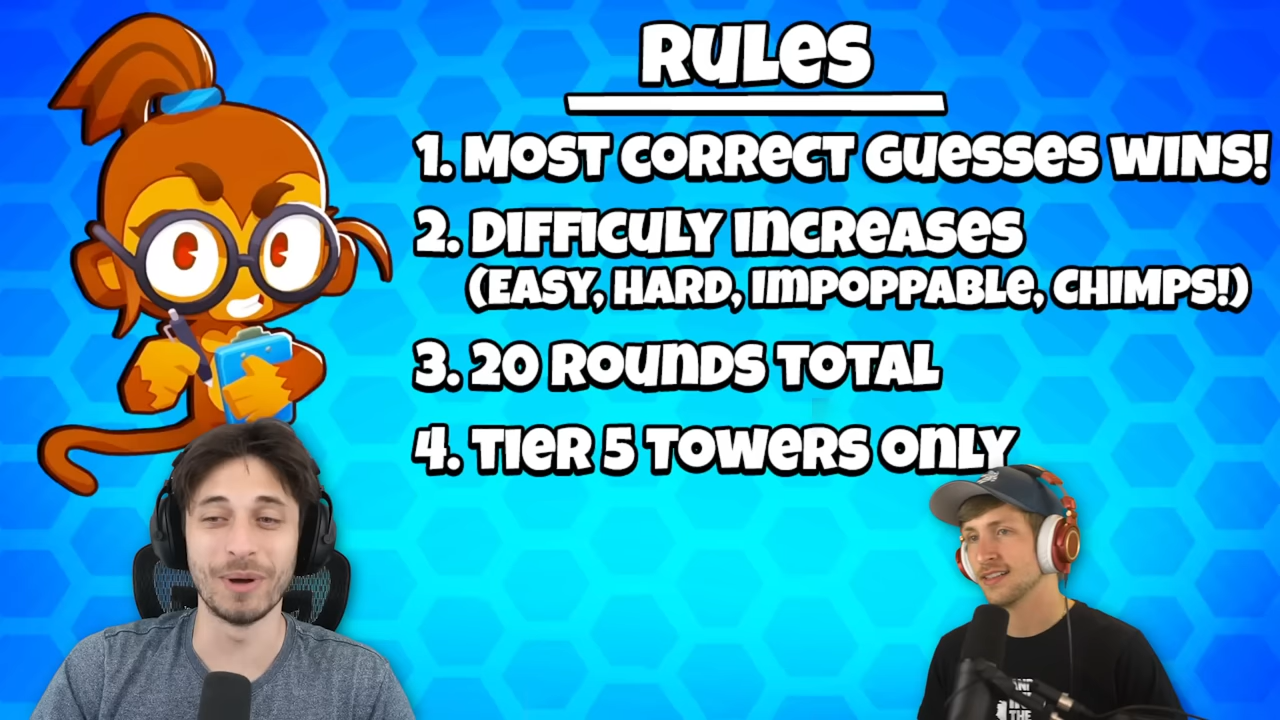 RULES
1. MOST CORRECT GUESSES WINS!
2. DIFFICULY INCREASES
(EASY, HARD, IMPOPPABLE, CHIMPS!)
3. 20 ROUNDS TOTAL
4. TIER 5 TOWERS ONLY
THE